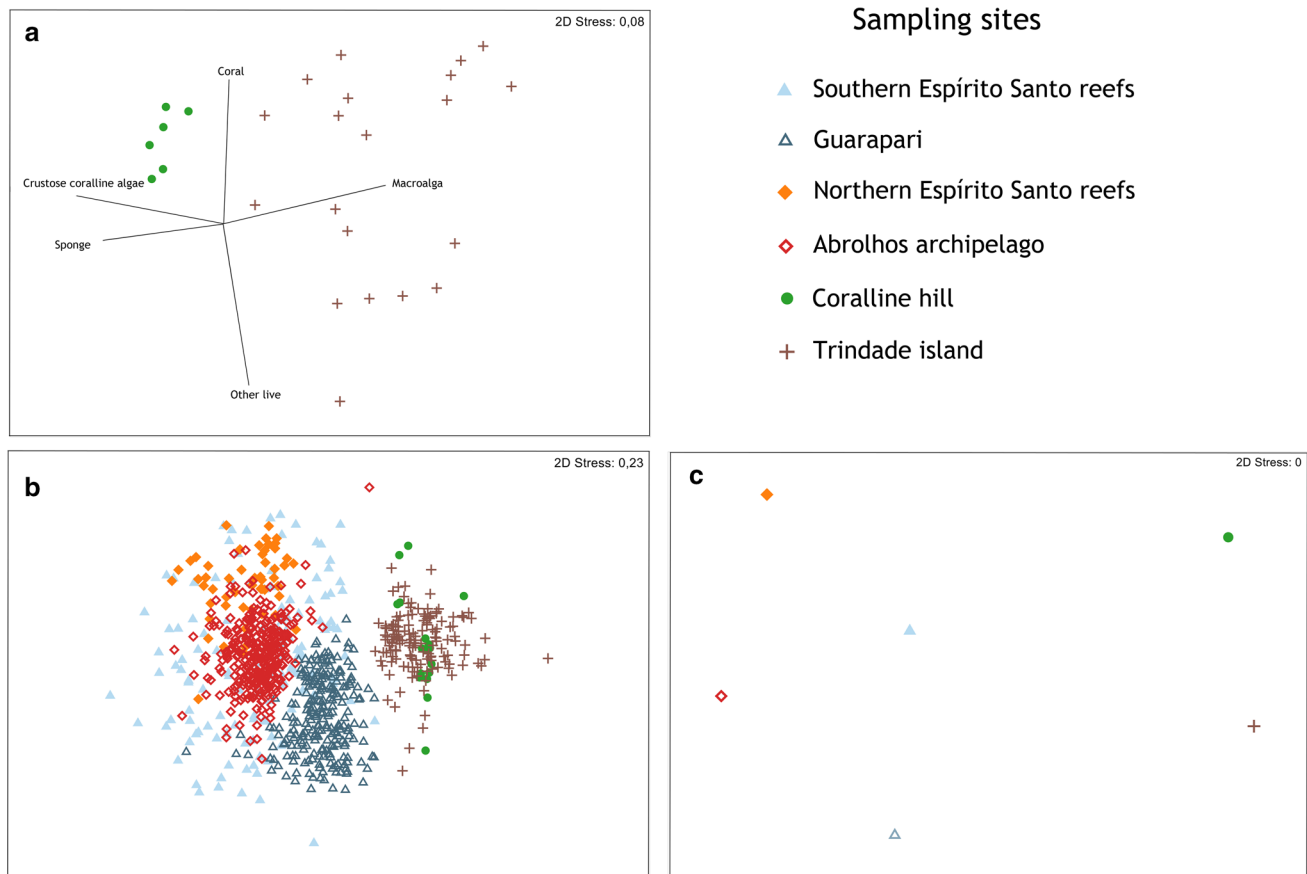 a
2D Stress: 0,08
Coral
Crustose coralline algae
Macroalga
Sponge
Other live
Sampling sites
Southern Espírito Santo reefs
Guarapari
Northern Espírito Santo reefs
Abrolhos archipelago
Coralline hill
Trindade island
b
2D Stress: 0,23
c
2D Stress: 0